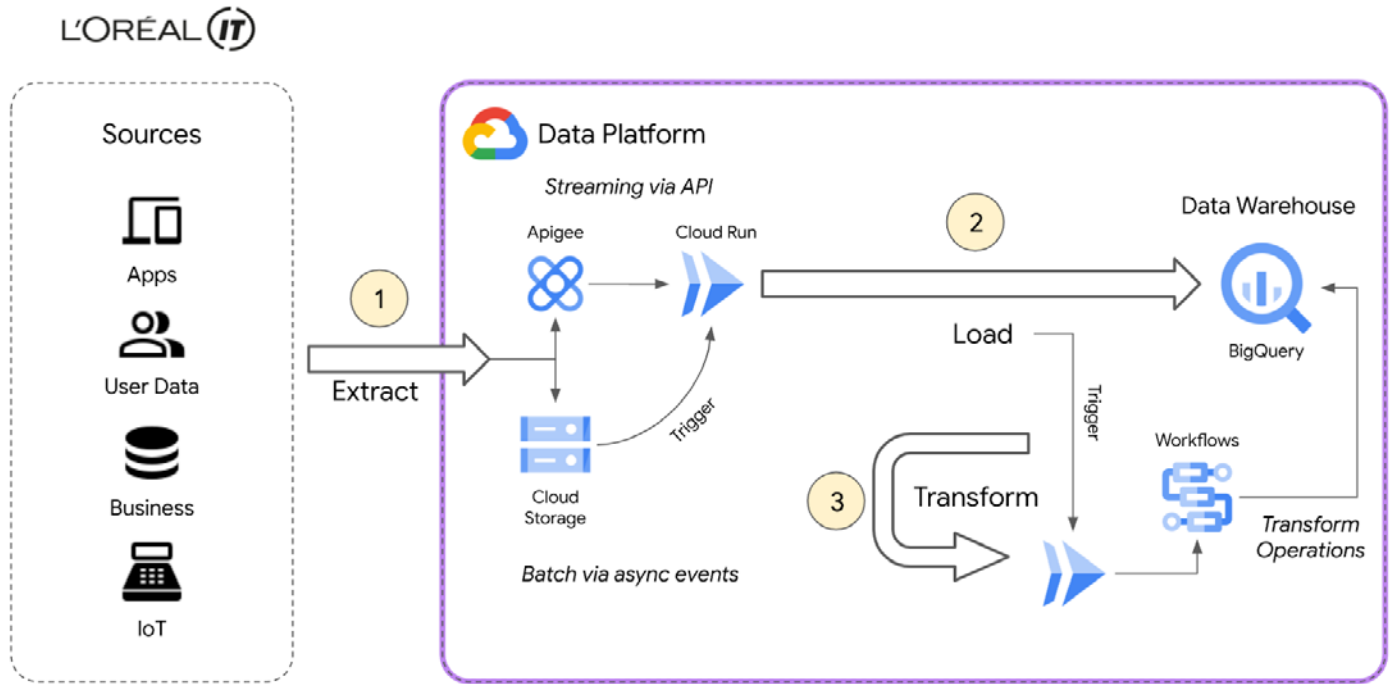 L'ORÉAL IT
Sources
Apps
User Data
Business
IoT
1
Extract
Data Platform
Streaming via API
Apigee
Cloud Run
Trigger
Cloud
Storage
Batch via async events
2
Load
Data Warehouse
BigQuery
Trigger
3
Transform
Workflows
Transform
Operations